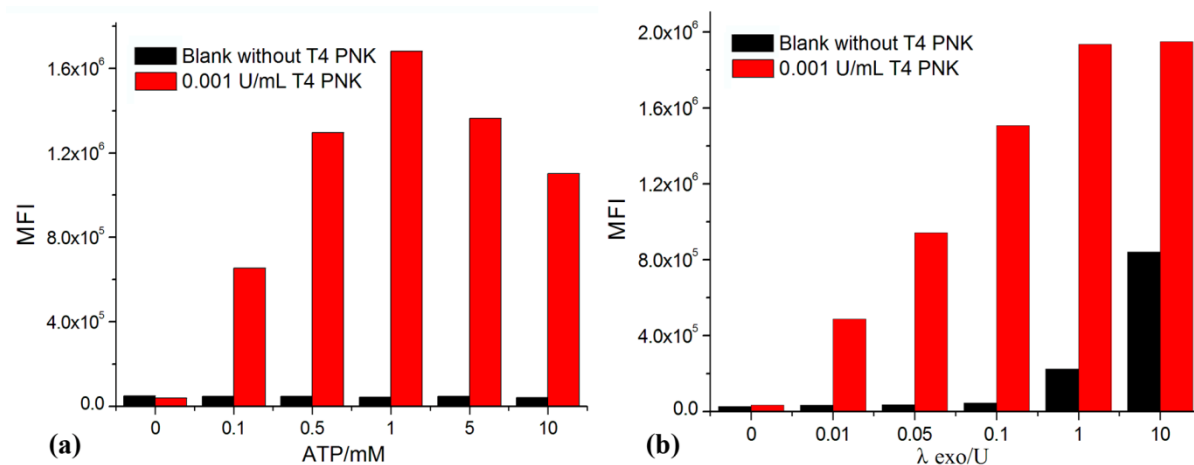 Blank without T4 PNK
0.001 U/mL T4 PNK
1.6x10⁶
1.2x10⁶
8.0x10⁵
4.0x10⁵
0.0
MFI
0 0.1 0.5 1 5 10
ATP/mM
(a)
Blank without T4 PNK
0.001 U/mL T4 PNK
2.0x10⁶
1.6x10⁶
1.2x10⁶
8.0x10⁵
4.0x10⁵
0.0
MFI
0 0.01 0.05 0.1 1 10
λ exo/U
(b)